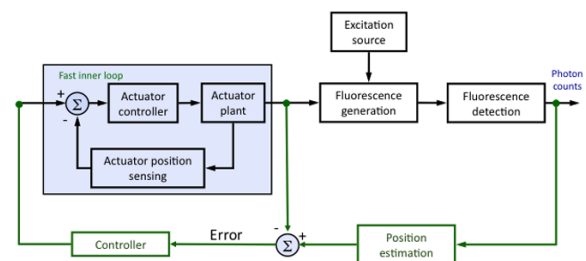 Excitation
source
Fast inner loop
Photon
counts
+
Σ
-
Actuator
controller
Actuator
plant
Fluorescence
generation
Fluorescence
detection
Actuator position
sensing
Controller
Error
-
Σ
+
Position
estimation